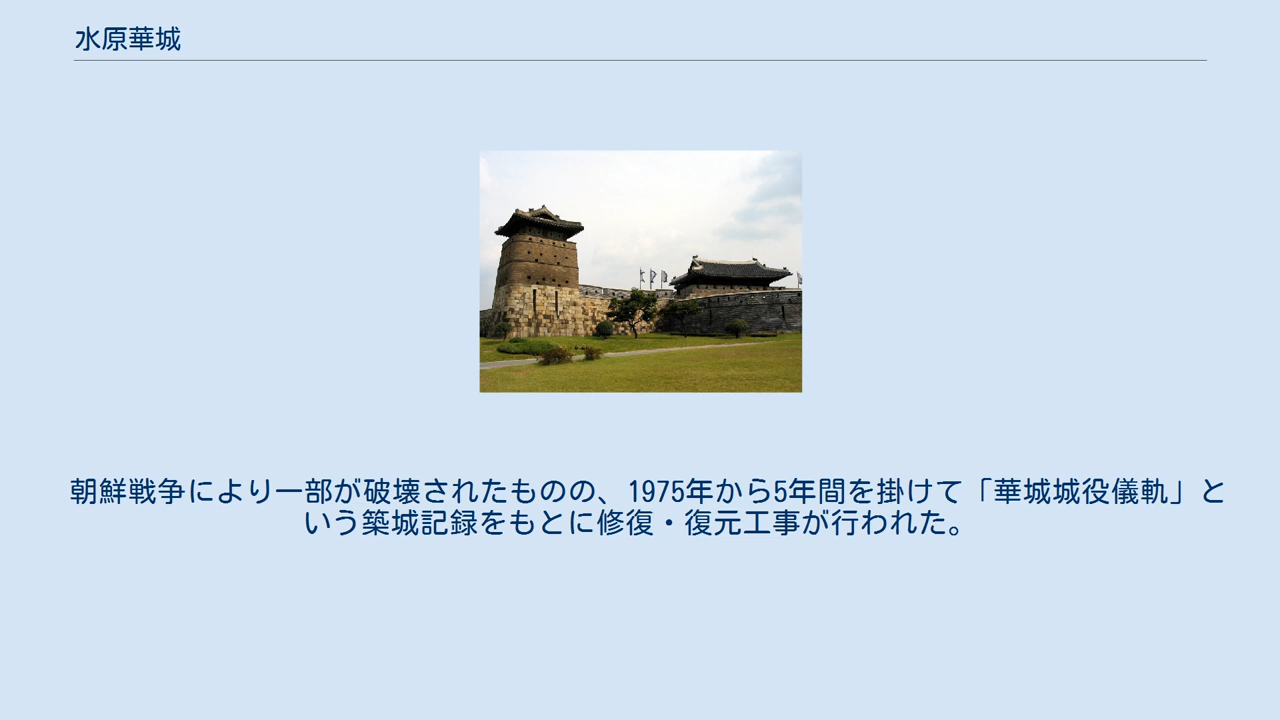 水原華城
朝鮮戦争により一部が破壊されたものの、1975年から5年間を掛けて「華城城役儀軌」と
いう築城記録をもとに修復・復元工事が行われた。